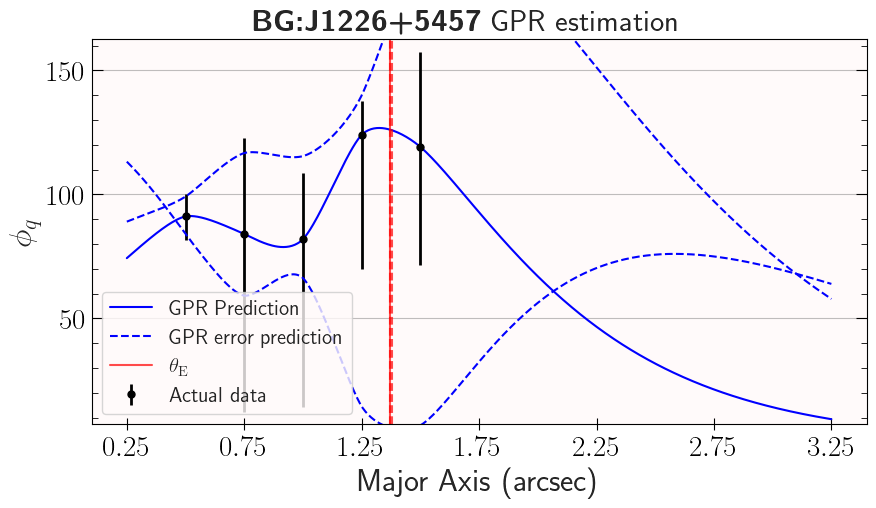 BG:J1226+5457 GPR estimation
150
100
50
ϕq
GPR Prediction
GPR error prediction
θE
Actual data
0.25 0.75 1.25 1.75 2.25 2.75 3.25
Major Axis (arcsec)